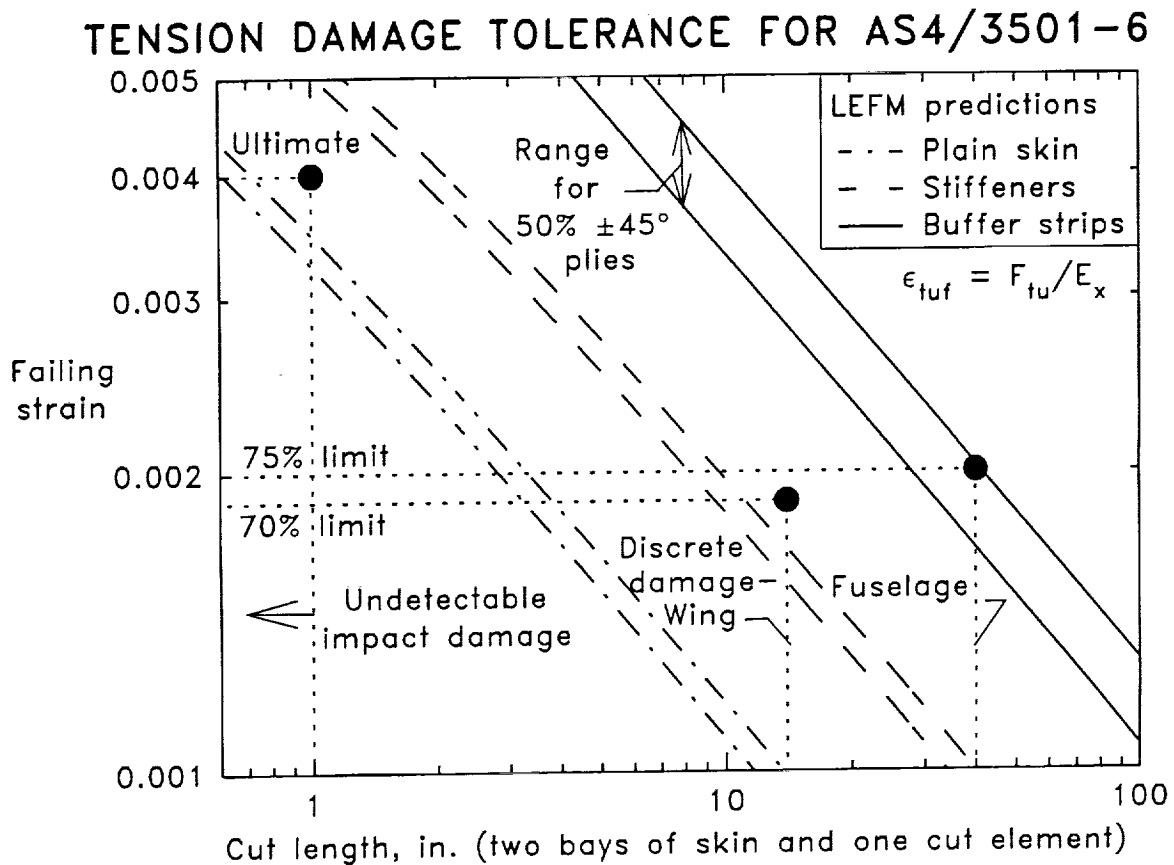 TENSION DAMAGE TOLERANCE FOR AS4/3501-6
0.005
0.004
0.003
0.002
0.001
Failing
strain
Ultimate
Range
for
50% ±45°
plies
LEFM predictions
Plain skin
Stiffeners
Buffer strips
ϵtuf = Ftu/Ex
75% limit
70% limit
Undetectable
impact damage
Discrete
damage-
Wing
Fuselage
1
10
100
Cut length, in. (two bays of skin and one cut element)